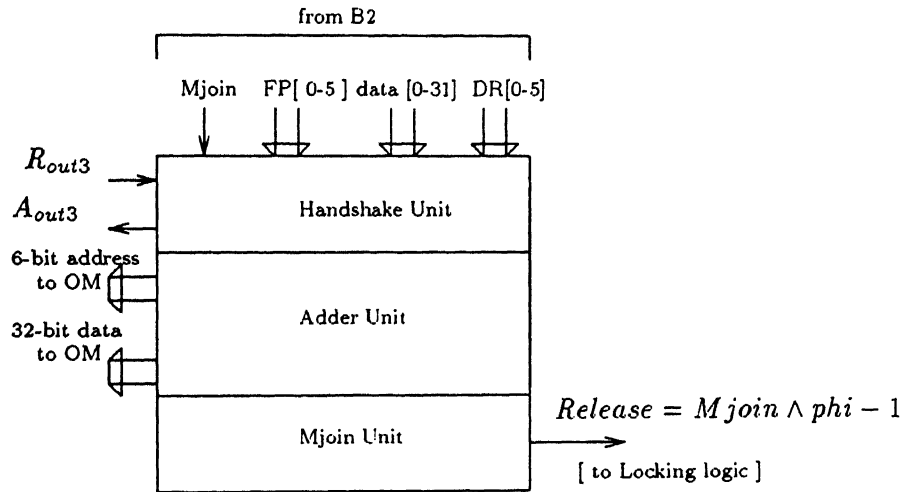 from B2
Mjoin FP[ 0-5 ] data [0-31] DR[0-5]
R_out3
A_out3
Handshake Unit
6-bit address
to OM
Adder Unit
32-bit data
to OM
Release = Mjoin ∧ phi − 1
Mjoin Unit
[ to Locking logic ]